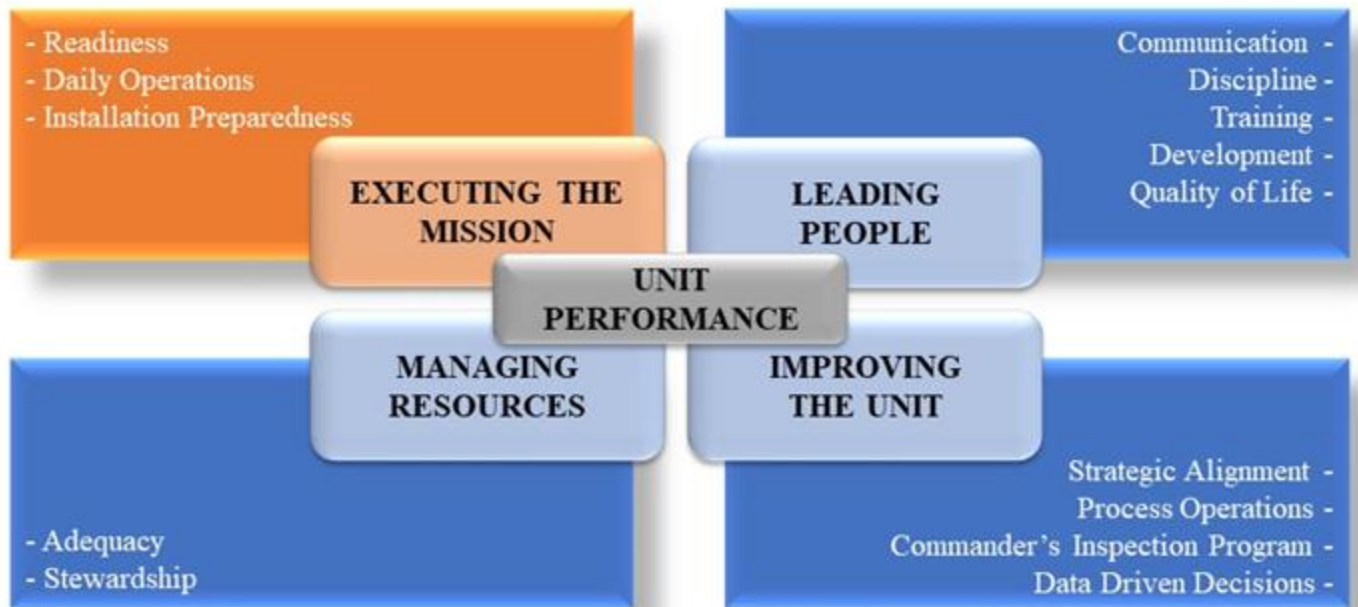 - Readiness
- Daily Operations
- Installation Preparedness
EXECUTING THE
MISSION
Communication -
Discipline -
Training -
Development -
Quality of Life -
LEADING
PEOPLE
UNIT
PERFORMANCE
MANAGING
RESOURCES
- Adequacy
- Stewardship
IMPROVING
THE UNIT
Strategic Alignment -
Process Operations -
Commander’s Inspection Program -
Data Driven Decisions -